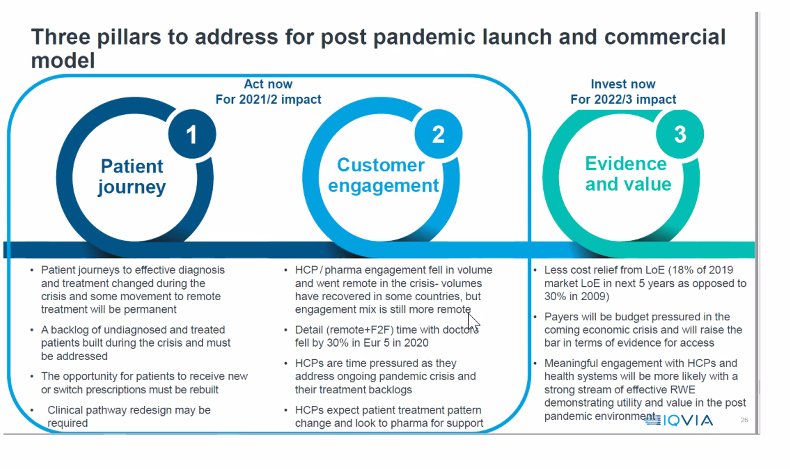 Three pillars to address for post pandemic launch and commercial
model
Act now
For 2021/2 impact
Invest now
For 2022/3 impact
1
Patient
journey
2
Customer
engagement
3
Evidence
and value
• Patient journeys to effective diagnosis
and treatment changed during the
crisis and some movement to remote
treatment will be permanent
• A backlog of undiagnosed and treated
patients built during the crisis and must
be addressed
• The opportunity for patients to receive new
or switch prescriptions must be rebuilt
• Clinical pathway redesign may be
required
• HCP/pharma engagement fell in volume
and went remote in the crisis- volumes
have recovered in some countries, but
engagement mix is still more remote
• Detail (remote+F2F) time with doctors
fell by 30% in Eur 5 in 2020
• HCPs are time pressured as they
address ongoing pandemic crisis and
their treatment backlogs
• HCPs expect patient treatment pattern
change and look to pharma for support
• Less cost relief from LoE (18% of 2019
market LoE in next 5 years as opposed to
30% in 2009)
• Payers will be budget pressured in the
coming economic crisis and will raise the
bar in terms of evidence for access
• Meaningful engagement with HCPs and
health systems will be more likely with a
strong stream of effective RWE
demonstrating utility and value in the post
pandemic environment
IQVIA
26